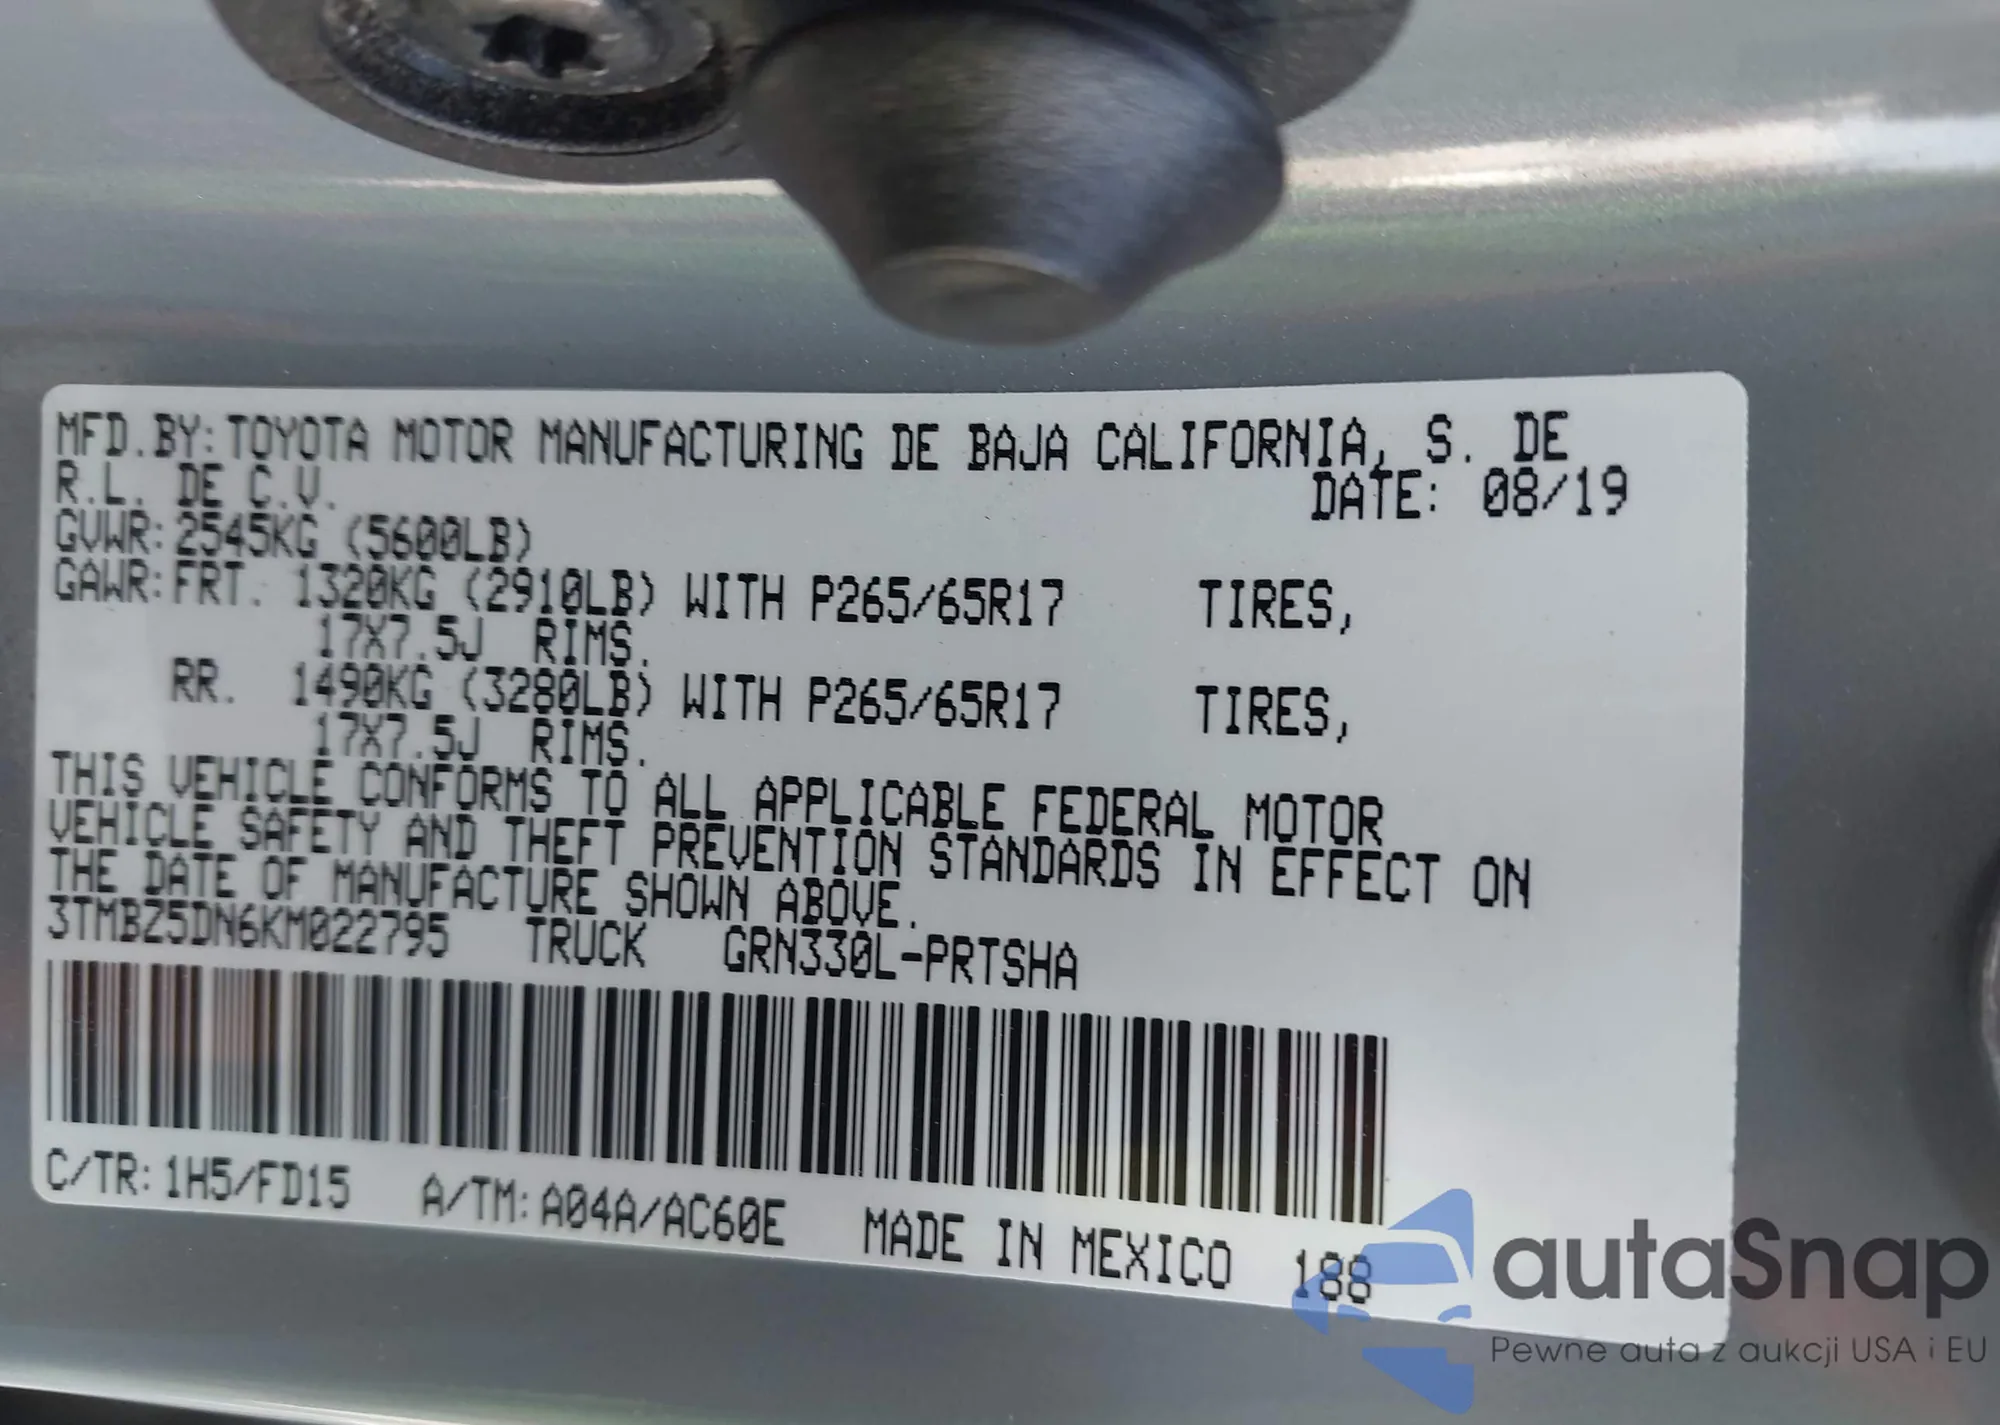 MFD.BY: TOYOTA MOTOR MANUFACTURING DE BAJA CALIFORNIA, S. DE
R.L. DE C.V. DATE: 08/19
GVWR: 2545KG (5600LB)
GAWR: FRT. 1320KG (2910LB) WITH P265/65R17 TIRES,
17X7.5J RIMS.
RR. 1490KG (3280LB) WITH P265/65R17 TIRES,
17X7.5J RIMS.
THIS VEHICLE CONFORMS TO ALL APPLICABLE FEDERAL MOTOR
VEHICLE SAFETY AND THEFT PREVENTION STANDARDS IN EFFECT ON
THE DATE OF MANUFACTURE SHOWN ABOVE.
3TMBZ5DN6KM022795 TRUCK GRN330L-PRTSHA
C/TR: 1H5/FD15 A/TM: A04A/AC60E MADE IN MEXICO 188
autaSnap
Pewne auta z aukcji USA i EU